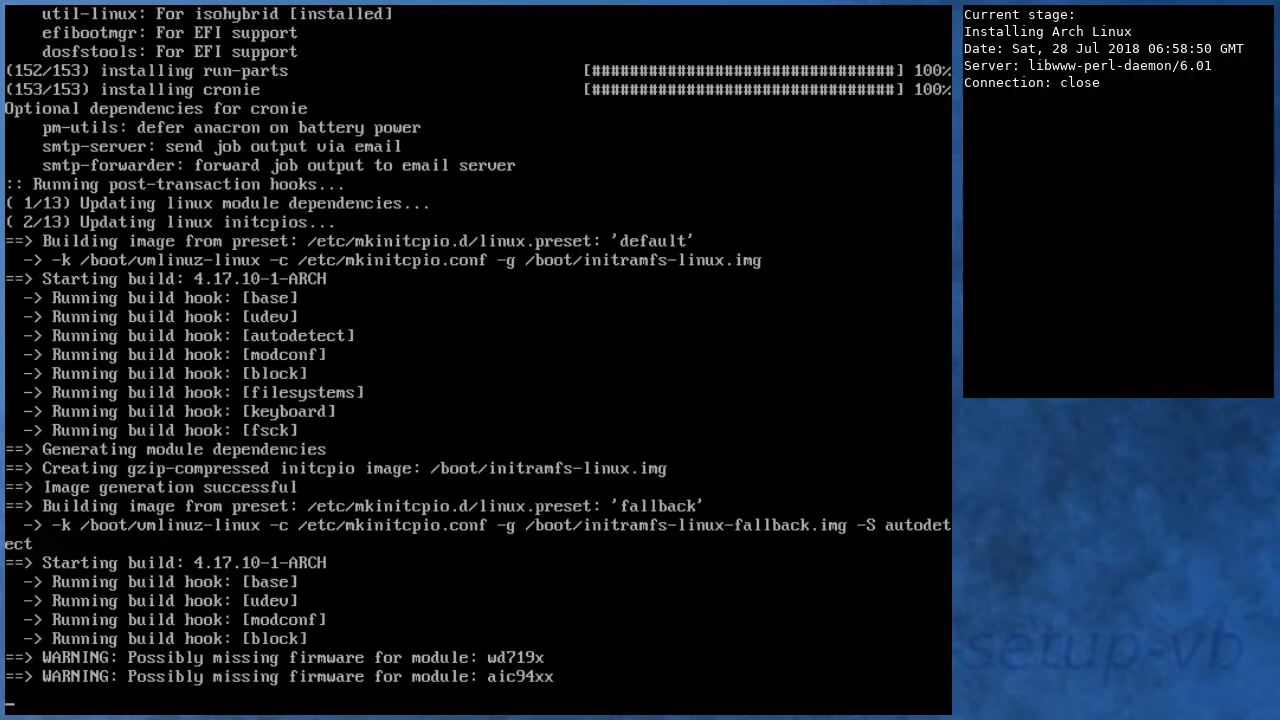 util-linux: For isohybrid [installed]
    efibootmgr: For EFI support
    dosfstools: For EFI support
(152/153) installing run-parts                               [################################] 100%
(153/153) installing cronie                                  [################################] 100%
Optional dependencies for cronie
    pm-utils: defer anacron on battery power
    smtp-server: send job output via email
    smtp-forwarder: forward job output to email server
:: Running post-transaction hooks...
( 1/13) Updating linux module dependencies...
( 2/13) Updating linux initcpios...
==> Building image from preset: /etc/mkinitcpio.d/linux.preset: 'default'
  -> -k /boot/vmlinuz-linux -c /etc/mkinitcpio.conf -g /boot/initramfs-linux.img
==> Starting build: 4.17.10-1-ARCH
  -> Running build hook: [base]
  -> Running build hook: [udev]
  -> Running build hook: [autodetect]
  -> Running build hook: [modconf]
  -> Running build hook: [block]
  -> Running build hook: [filesystems]
  -> Running build hook: [keyboard]
  -> Running build hook: [fsck]
==> Generating module dependencies
==> Creating gzip-compressed initcpio image: /boot/initramfs-linux.img
==> Image generation successful
==> Building image from preset: /etc/mkinitcpio.d/linux.preset: 'fallback'
  -> -k /boot/vmlinuz-linux -c /etc/mkinitcpio.conf -g /boot/initramfs-linux-fallback.img -S autodet
ect
==> Starting build: 4.17.10-1-ARCH
  -> Running build hook: [base]
  -> Running build hook: [udev]
  -> Running build hook: [modconf]
  -> Running build hook: [block]
==> WARNING: Possibly missing firmware for module: wd719x
==> WARNING: Possibly missing firmware for module: aic94xx
_
Current stage:
Installing Arch Linux
Date: Sat, 28 Jul 2018 06:58:50 GMT
Server: libwww-perl-daemon/6.01
Connection: close
setup-vb